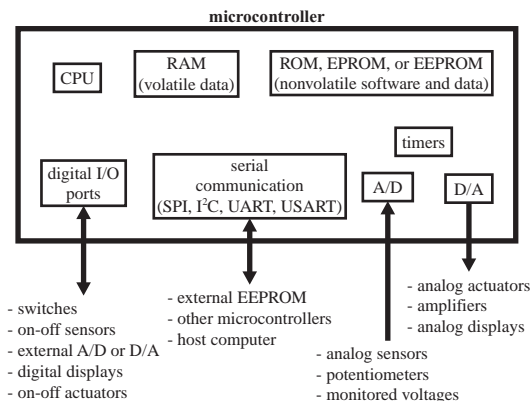 microcontroller
CPU
RAM
(volatile data)
ROM, EPROM, or EEPROM
(nonvolatile software and data)
timers
digital I/O
ports
serial
communication
(SPI, I²C, UART, USART)
A/D
D/A
- switches
- on-off sensors
- external A/D or D/A
- digital displays
- on-off actuators
- external EEPROM
- other microcontrollers
- host computer
- analog sensors
- potentiometers
- monitored voltages
- analog actuators
- amplifiers
- analog displays